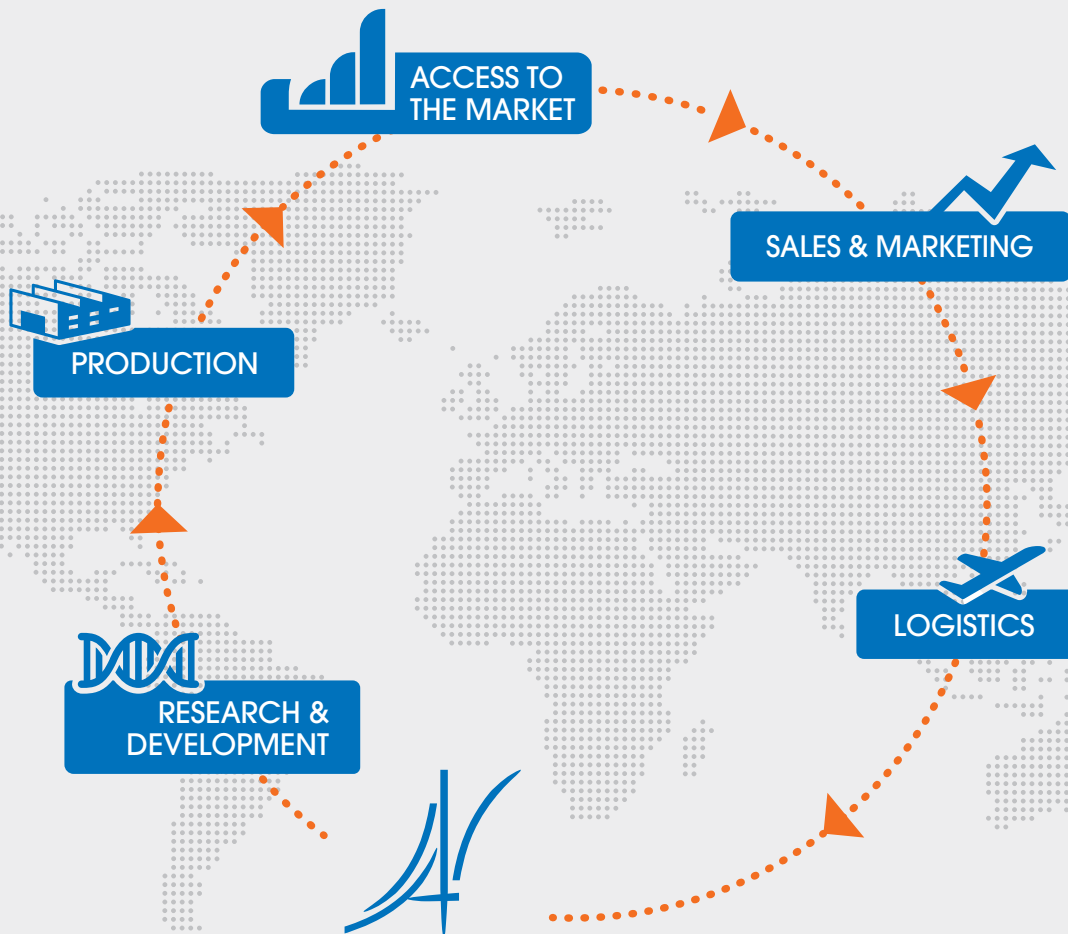 ACCESS TO
THE MARKET
SALES & MARKETING
PRODUCTION
LOGISTICS
RESEARCH &
DEVELOPMENT